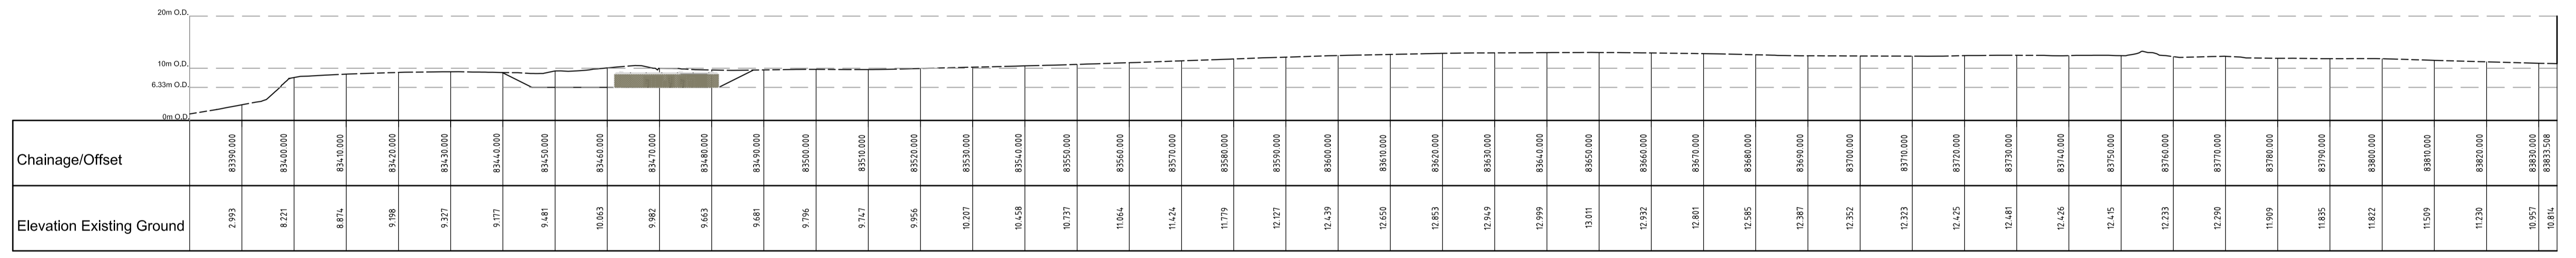 20m O.D.
10m O.D.
6.33m O.D.
0m O.D.
Chainage/Offset
83390.000 83400.000 83410.000 83420.000 83430.000 83440.000 83450.000 83460.000 83470.000 83480.000 83490.000 83500.000 83510.000 83520.000 83530.000 83540.000 83550.000 83560.000 83570.000 83580.000 83590.000 83600.000 83610.000 83620.000 83630.000 83640.000 83650.000 83660.000 83670.000 83680.000 83690.000 83700.000 83710.000 83720.000 83730.000 83740.000 83750.000 83760.000 83770.000 83780.000 83790.000 83800.000 83810.000 83820.000 83830.000 83833.508
Elevation Existing Ground
2.993 8.221 8.874 9.198 9.327 9.177 9.481 10.063 9.982 9.663 9.681 9.796 9.747 9.956 10.207 10.458 10.737 11.064 11.424 11.779 12.127 12.439 12.650 12.853 12.949 12.999 13.011 12.932 12.801 12.585 12.387 12.352 12.323 12.425 12.481 12.426 12.415 12.233 12.290 11.909 11.835 11.822 11.509 11.230 10.957 10.814